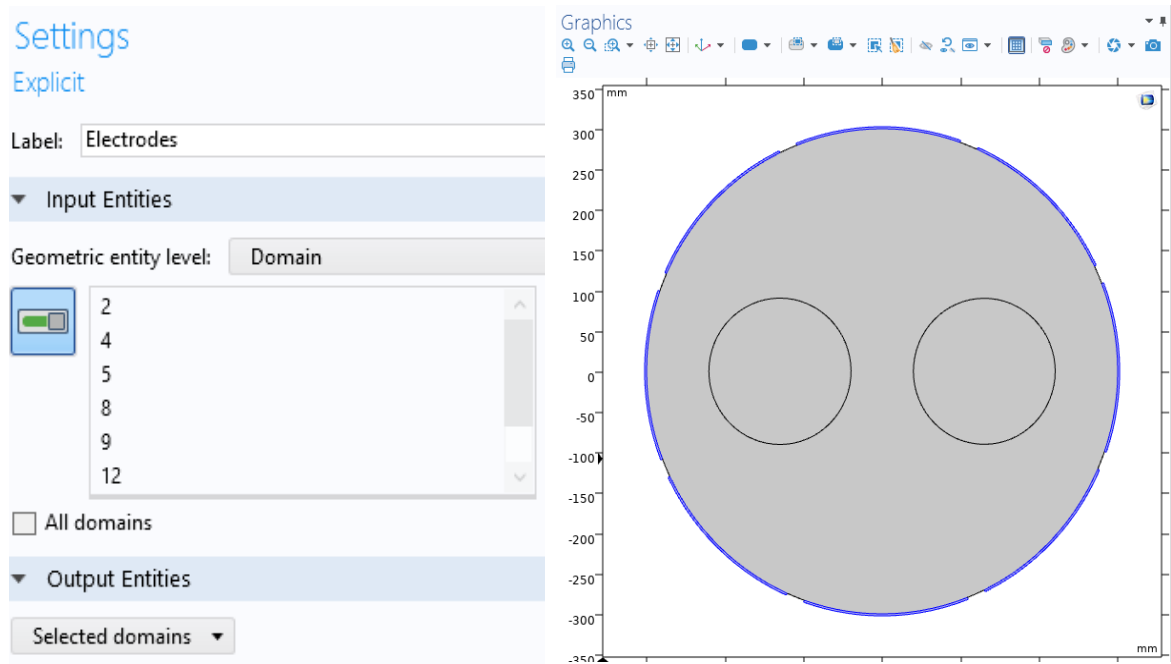 Settings
Explicit
Label: Electrodes
Input Entities
Geometric entity level: Domain
2
4
5
8
9
12
All domains
Output Entities
Selected domains
Graphics
mm
350
300
250
200
150
100
50
0
-50
-100
-150
-200
-250
-300
-350
mm